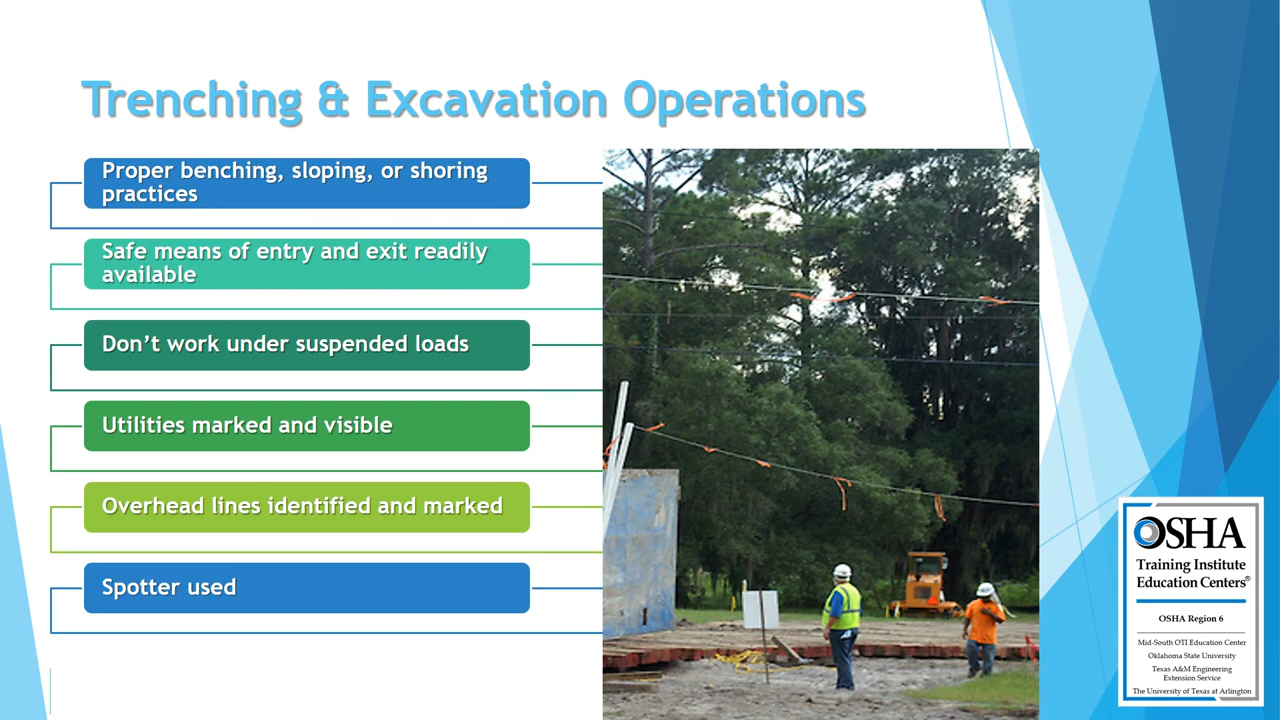 Trenching & Excavation Operations
Proper benching, sloping, or shoring
practices
Safe means of entry and exit readily
available
Don’t work under suspended loads
Utilities marked and visible
Overhead lines identified and marked
Spotter used
OSHA
Training Institute
Education Centers®
OSHA Region 6
Mid-South OTI Education Center
Oklahoma State University
Texas A&M Engineering
Extension Service
The University of Texas at Arlington